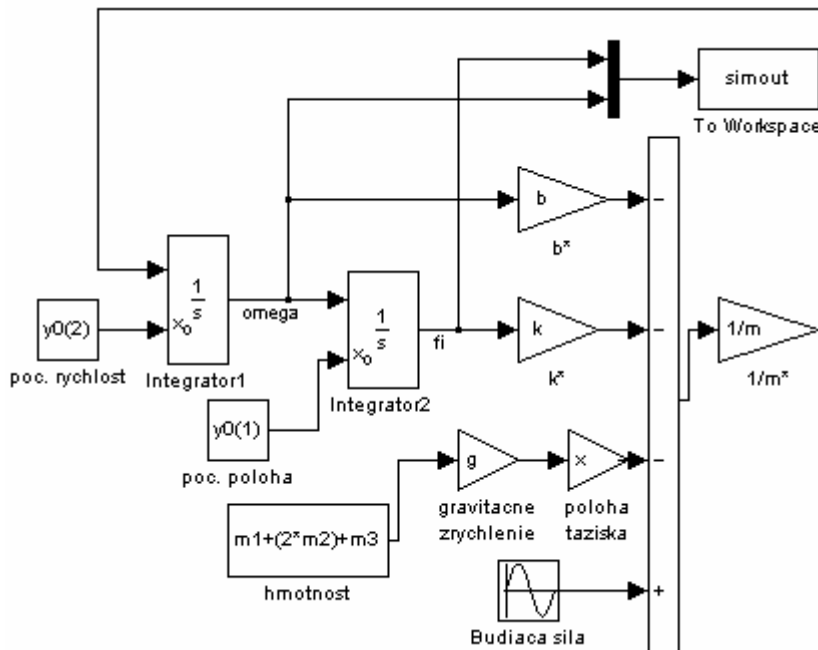 simout
To Workspace
b
-
b*
1
s
x0
omega
y0(2)
poc. rychlost
Integrator1
1
s
x0
fi
Integrator2
k
-
k*
1/m
1/m*
y0(1)
poc. poloha
g
x
-
gravitacne
zrychlenie
poloha
taziska
m1+(2*m2)+m3
hmotnost
+
Budiaca sila